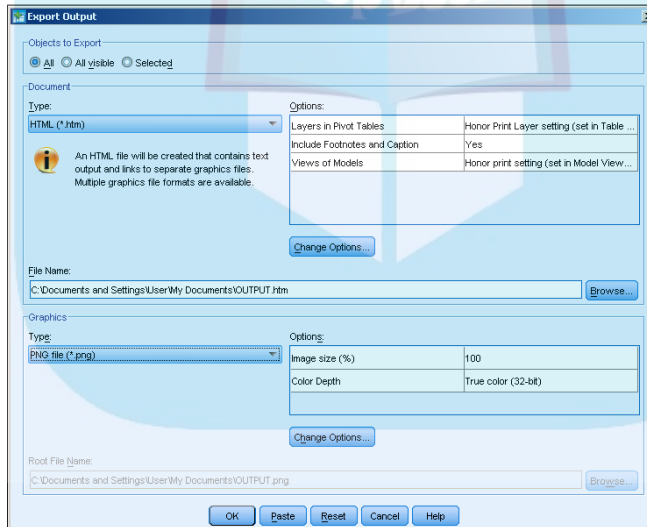 Export Output
Objects to Export
All All visible Selected
Document
Type:
HTML (*.htm)
An HTML file will be created that contains text
output and links to separate graphics files.
Multiple graphics file formats are available.
Options:
Layers in Pivot Tables Honor Print Layer setting (set in Table ...
Include Footnotes and Caption Yes
Views of Models Honor print setting (set in Model View...
Change Options...
File Name:
C:\Documents and Settings\User\My Documents\OUTPUT.htm
Browse...
Graphics
Type:
PNG file (*.png)
Options:
Image size (%) 100
Color Depth True color (32-bit)
Change Options...
Root File Name:
C:\Documents and Settings\User\My Documents\OUTPUT.png
Browse...
OK Paste Reset Cancel Help